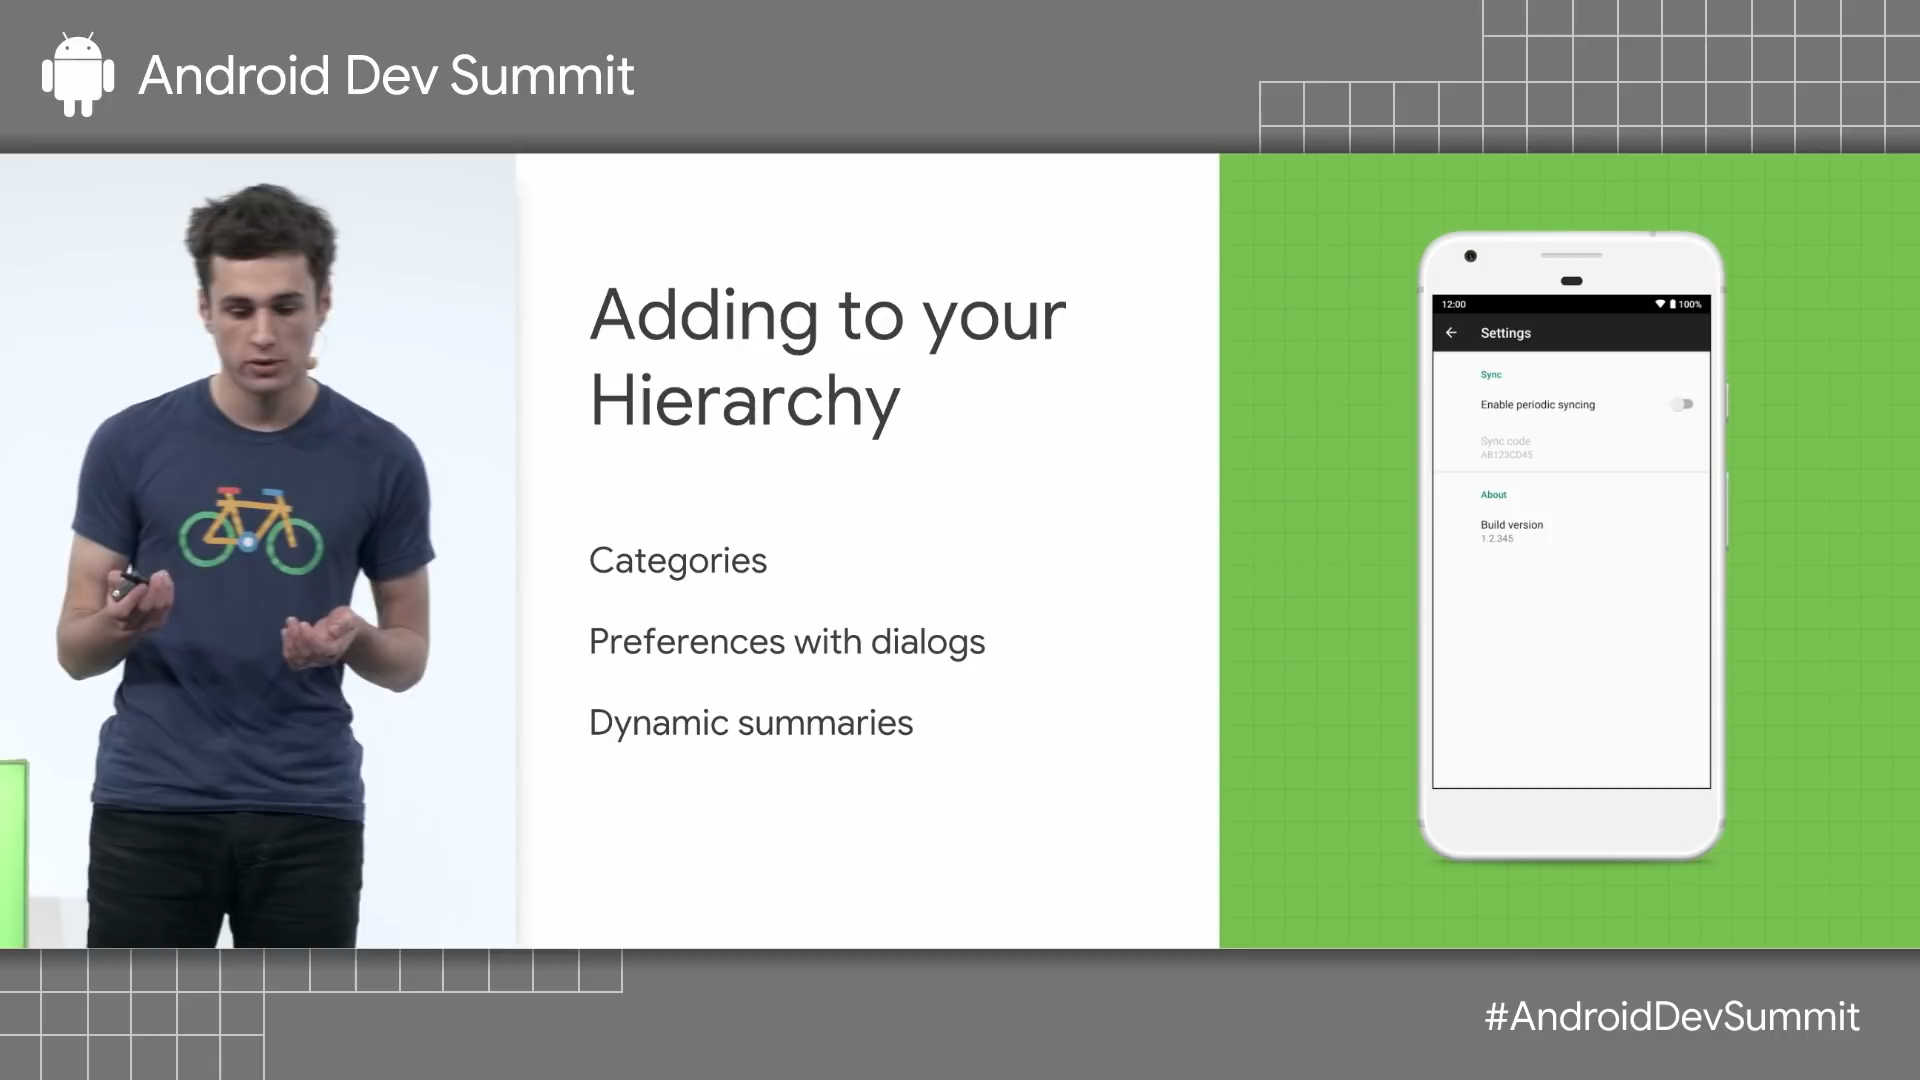 Android Dev Summit
Adding to your
Hierarchy
Categories
Preferences with dialogs
Dynamic summaries
12:00
100%
Settings
Sync
Enable periodic syncing
Sync code
AB123CD45
About
Build version
1.2.345
#AndroidDevSummit